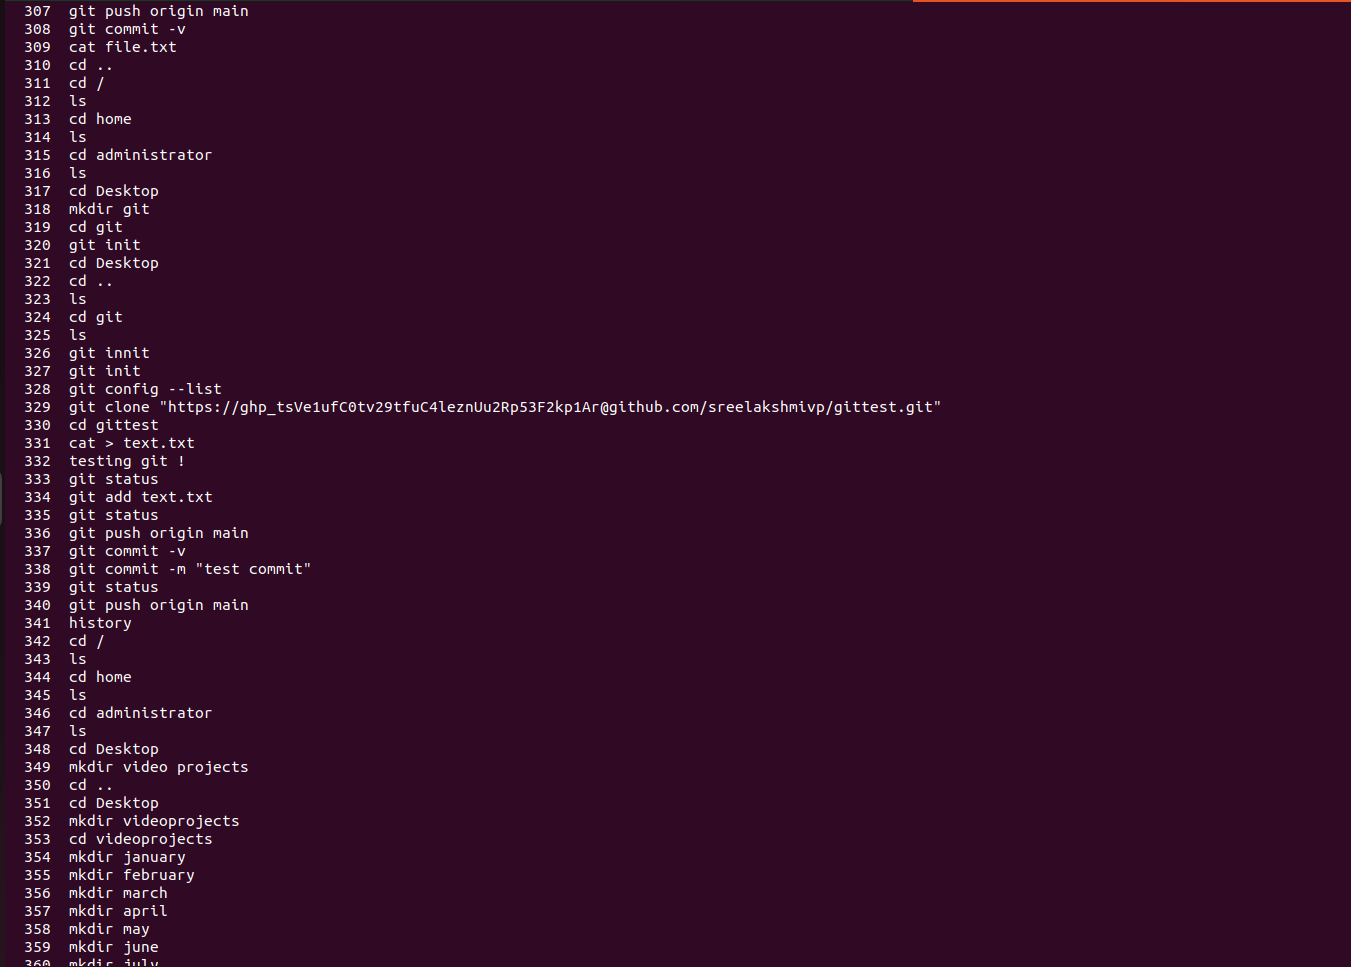 307 git push origin main
308 git commit -v
309 cat file.txt
310 cd ..
311 cd /
312 ls
313 cd home
314 ls
315 cd administrator
316 ls
317 cd Desktop
318 mkdir git
319 cd git
320 git init
321 cd Desktop
322 cd ..
323 ls
324 cd git
325 ls
326 git innit
327 git init
328 git config --list
329 git clone "https://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@github.com/sreelakshmivp/gittest.git"
330 cd gittest
331 cat > text.txt
332 testing git !
333 git status
334 git add text.txt
335 git status
336 git push origin main
337 git commit -v
338 git commit -m "test commit"
339 git status
340 git push origin main
341 history
342 cd /
343 ls
344 cd home
345 ls
346 cd administrator
347 ls
348 cd Desktop
349 mkdir video projects
350 cd ..
351 cd Desktop
352 mkdir videoprojects
353 cd videoprojects
354 mkdir january
355 mkdir february
356 mkdir march
357 mkdir april
358 mkdir may
359 mkdir june
360 mkdir july